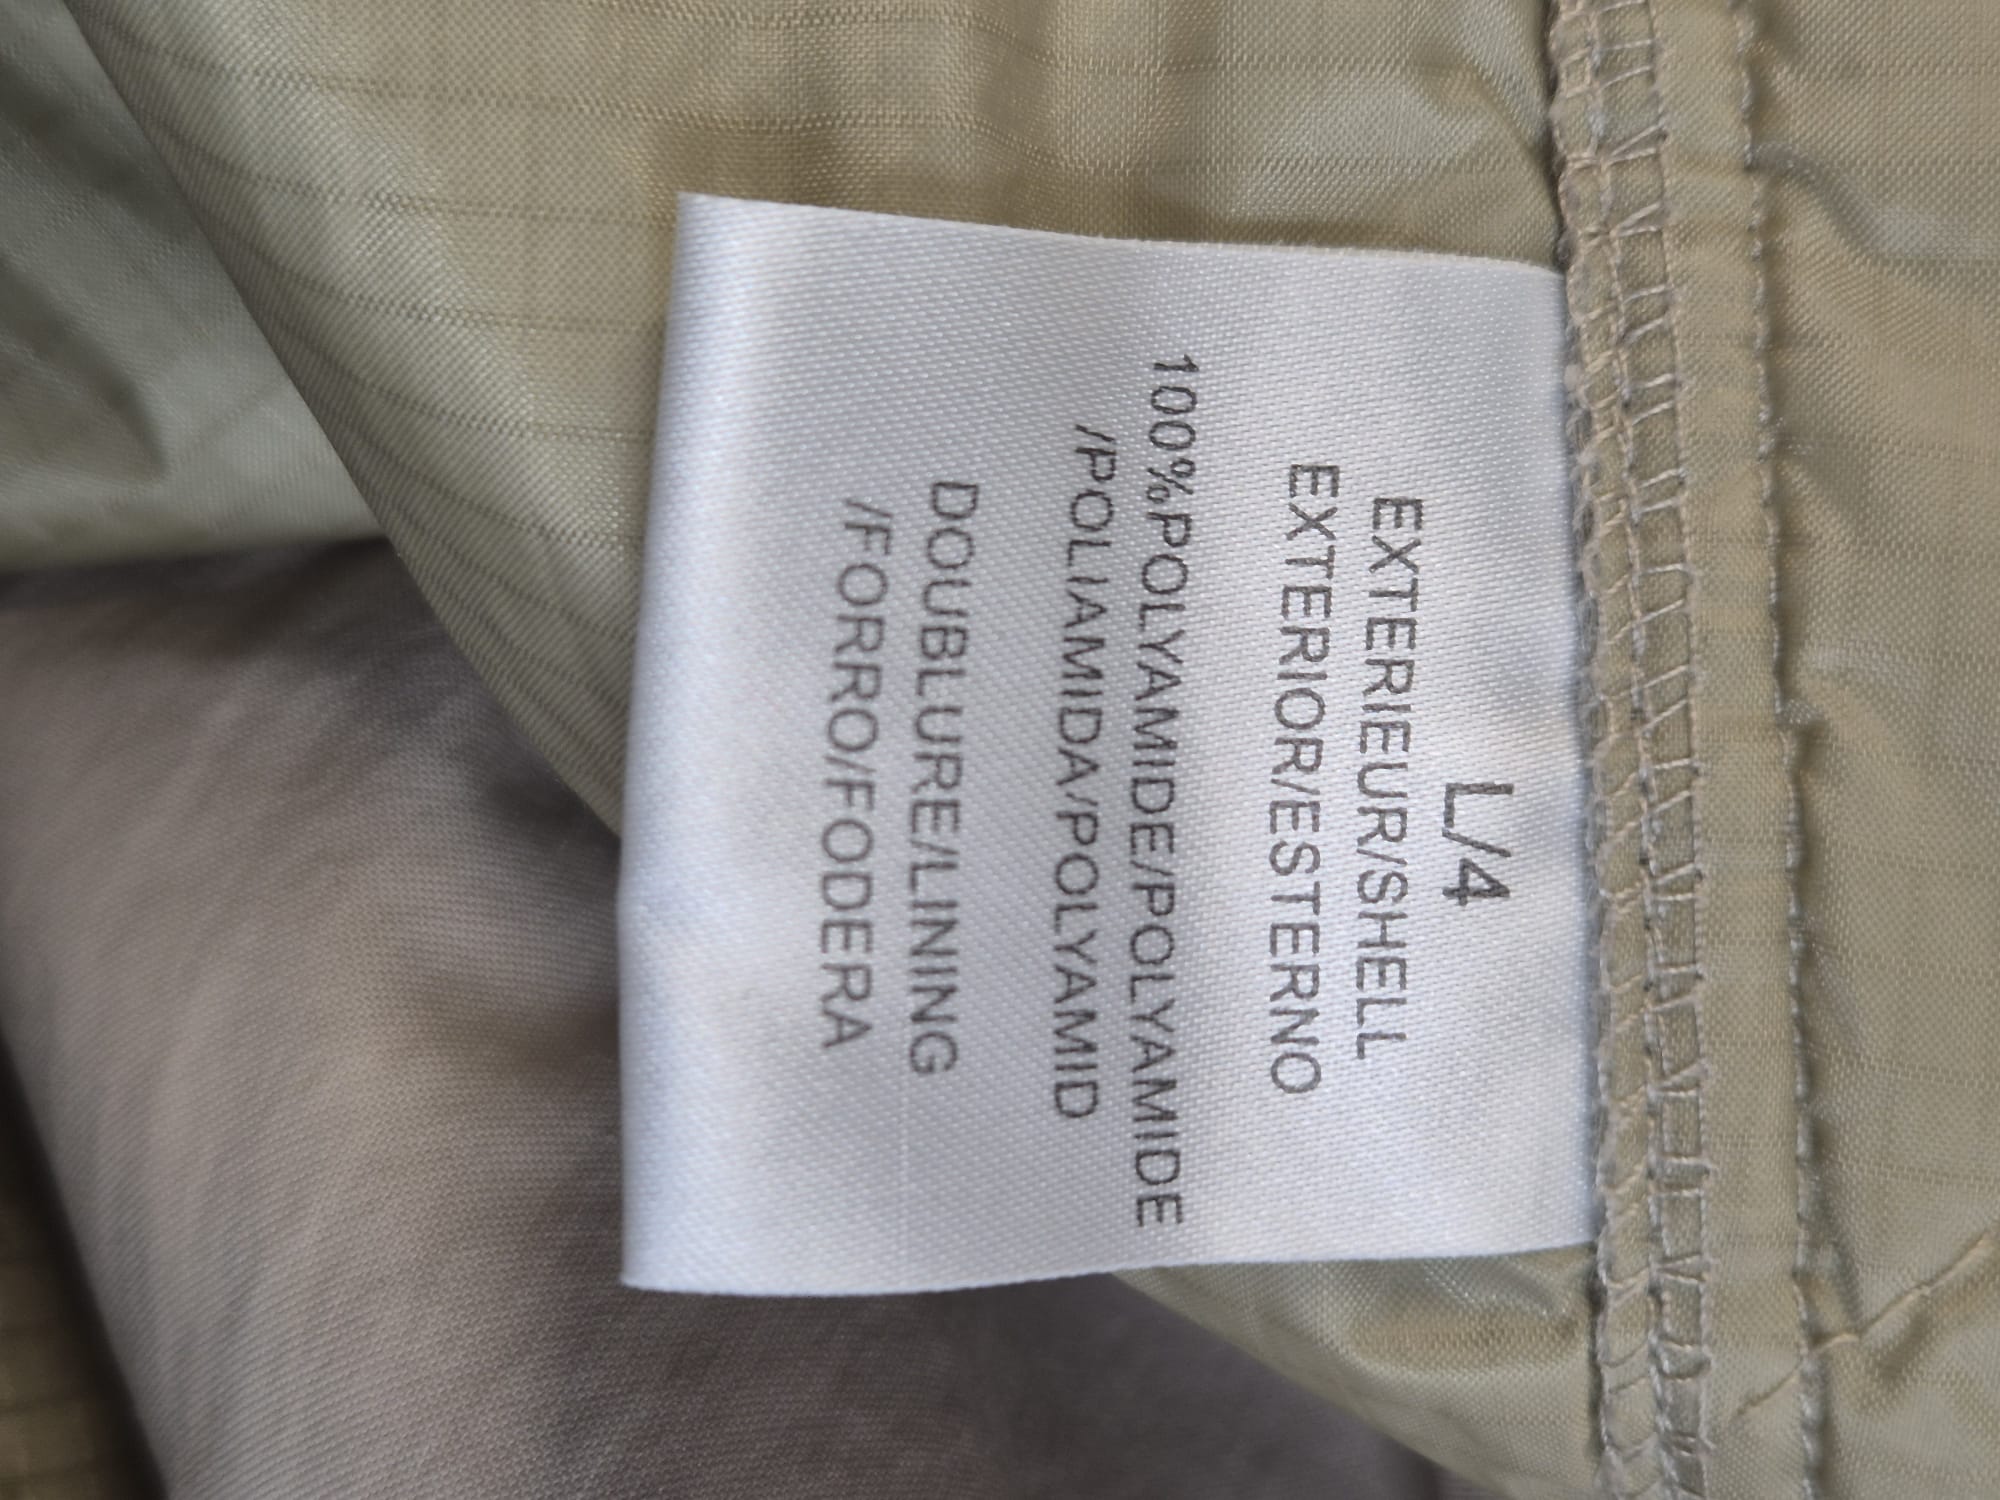 L/4
EXTERIEUR/SHELL
EXTERIOR/ESTERNO
100%POLYAMIDE/POLYAMIDE
/POLIAMIDA/POLYAMID
DOUBLURE/LINING
/FORRO/FODERA